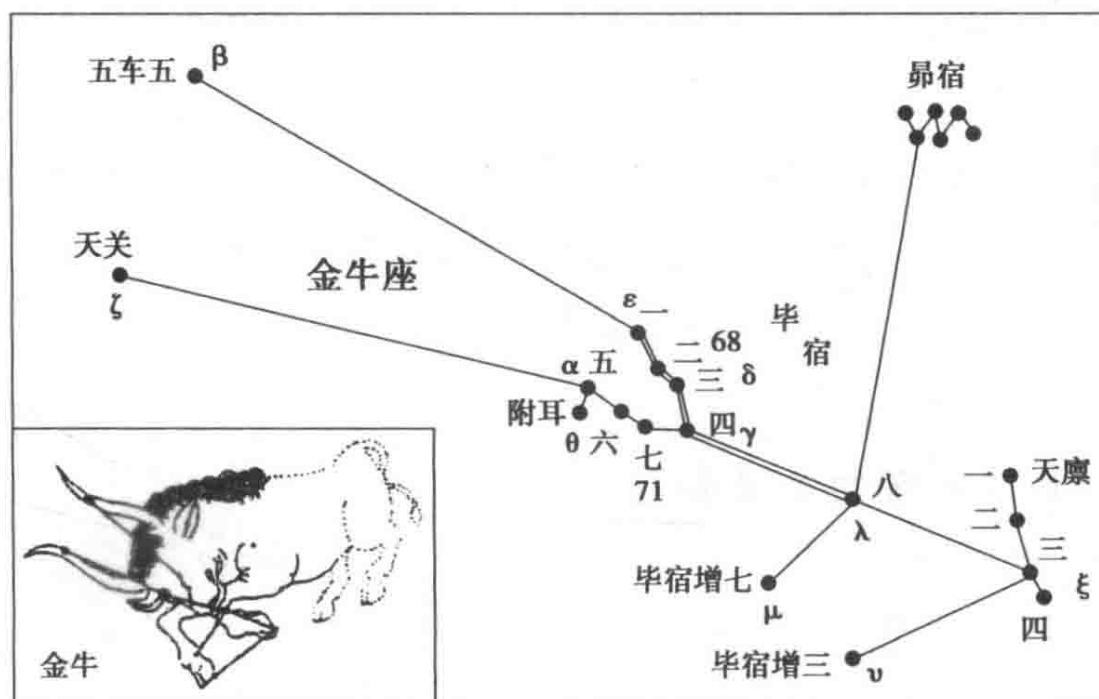 五车五 β
昴宿
天关
ζ
金牛座
ε 一
毕宿
二 68
三 δ
α 五
附耳
θ 六
七
71
四 γ
八
λ
一 天廪
二
三
ξ
四
毕宿增七
μ
毕宿增三
υ
金牛